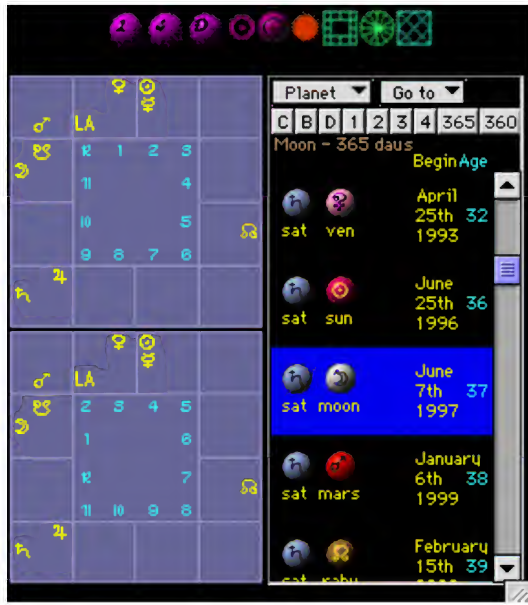 1 4 D
Planet Go to
C B D 1 2 3 4 365 360
Moon - 365 daus
Begin Age
LA
12 1 2 3
11 4
10 5
9 8 7 6
sat ven April 25th 1993 32
sat sun June 25th 1996 36
sat moon June 7th 1997 37
sat mars January 6th 1999 38
February 15th 39
LA
2 3 4 5
1 6
12 7
11 10 9 8